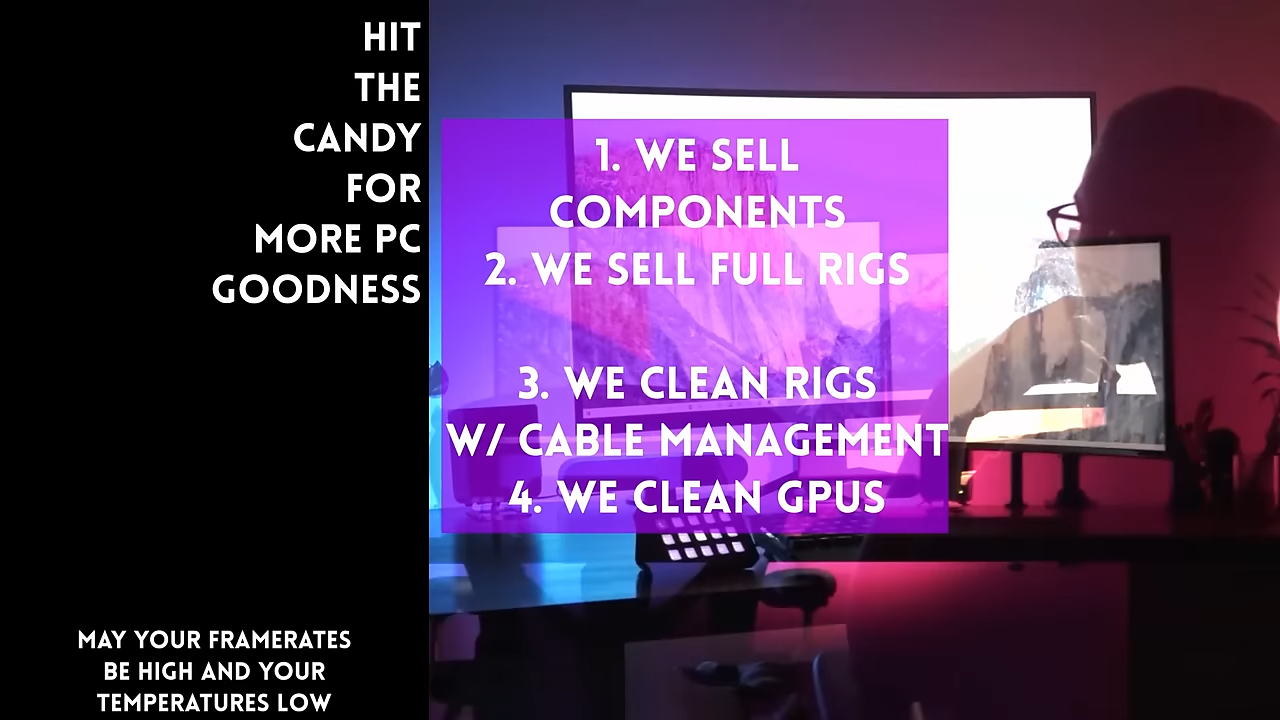 HIT
THE
CANDY
FOR
MORE PC
GOODNESS
1. WE SELL
COMPONENTS
2. WE SELL FULL RIGS
3. WE CLEAN RIGS
W/ CABLE MANAGEMENT
4. WE CLEAN GPUS
MAY YOUR FRAMERATES
BE HIGH AND YOUR
TEMPERATURES LOW